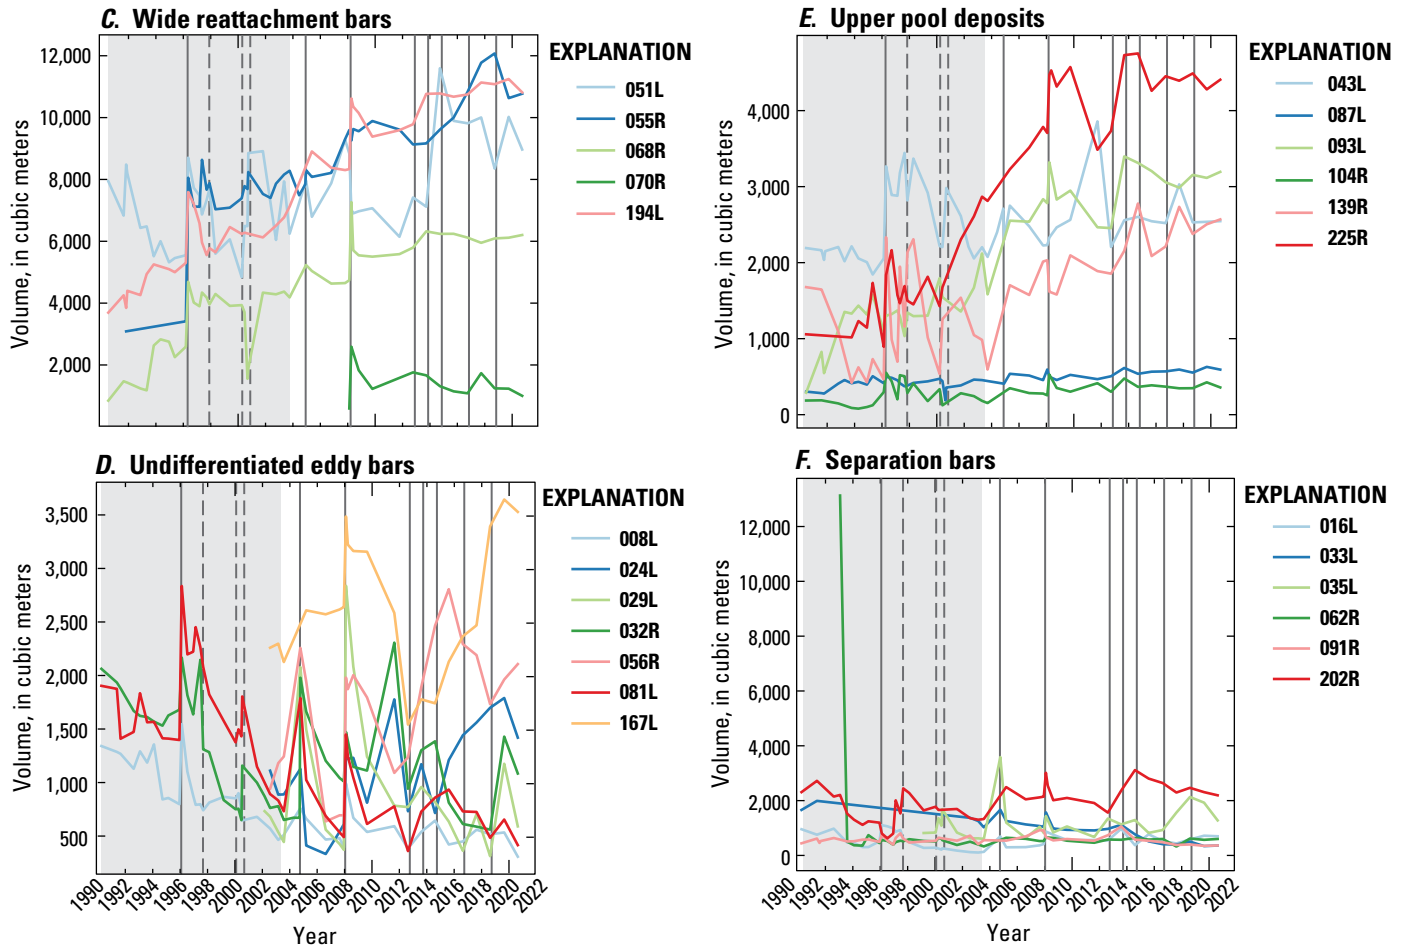 C. Wide reattachment bars
Volume, in cubic meters
12,000
10,000
8,000
6,000
4,000
2,000
EXPLANATION
051L
055R
068R
070R
194L
E. Upper pool deposits
Volume, in cubic meters
4,000
3,000
2,000
1,000
0
EXPLANATION
043L
087L
093L
104R
139R
225R
D. Undifferentiated eddy bars
Volume, in cubic meters
3,500
3,000
2,500
2,000
1,500
1,000
500
1990 1992 1994 1996 1998 2000 2002 2004 2006 2008 2010 2012 2014 2016 2018 2020 2022
Year
EXPLANATION
008L
024L
029L
032R
056R
081L
167L
F. Separation bars
Volume, in cubic meters
12,000
10,000
8,000
6,000
4,000
2,000
0
1990 1992 1994 1996 1998 2000 2002 2004 2006 2008 2010 2012 2014 2016 2018 2020 2022
Year
EXPLANATION
016L
033L
035L
062R
091R
202R